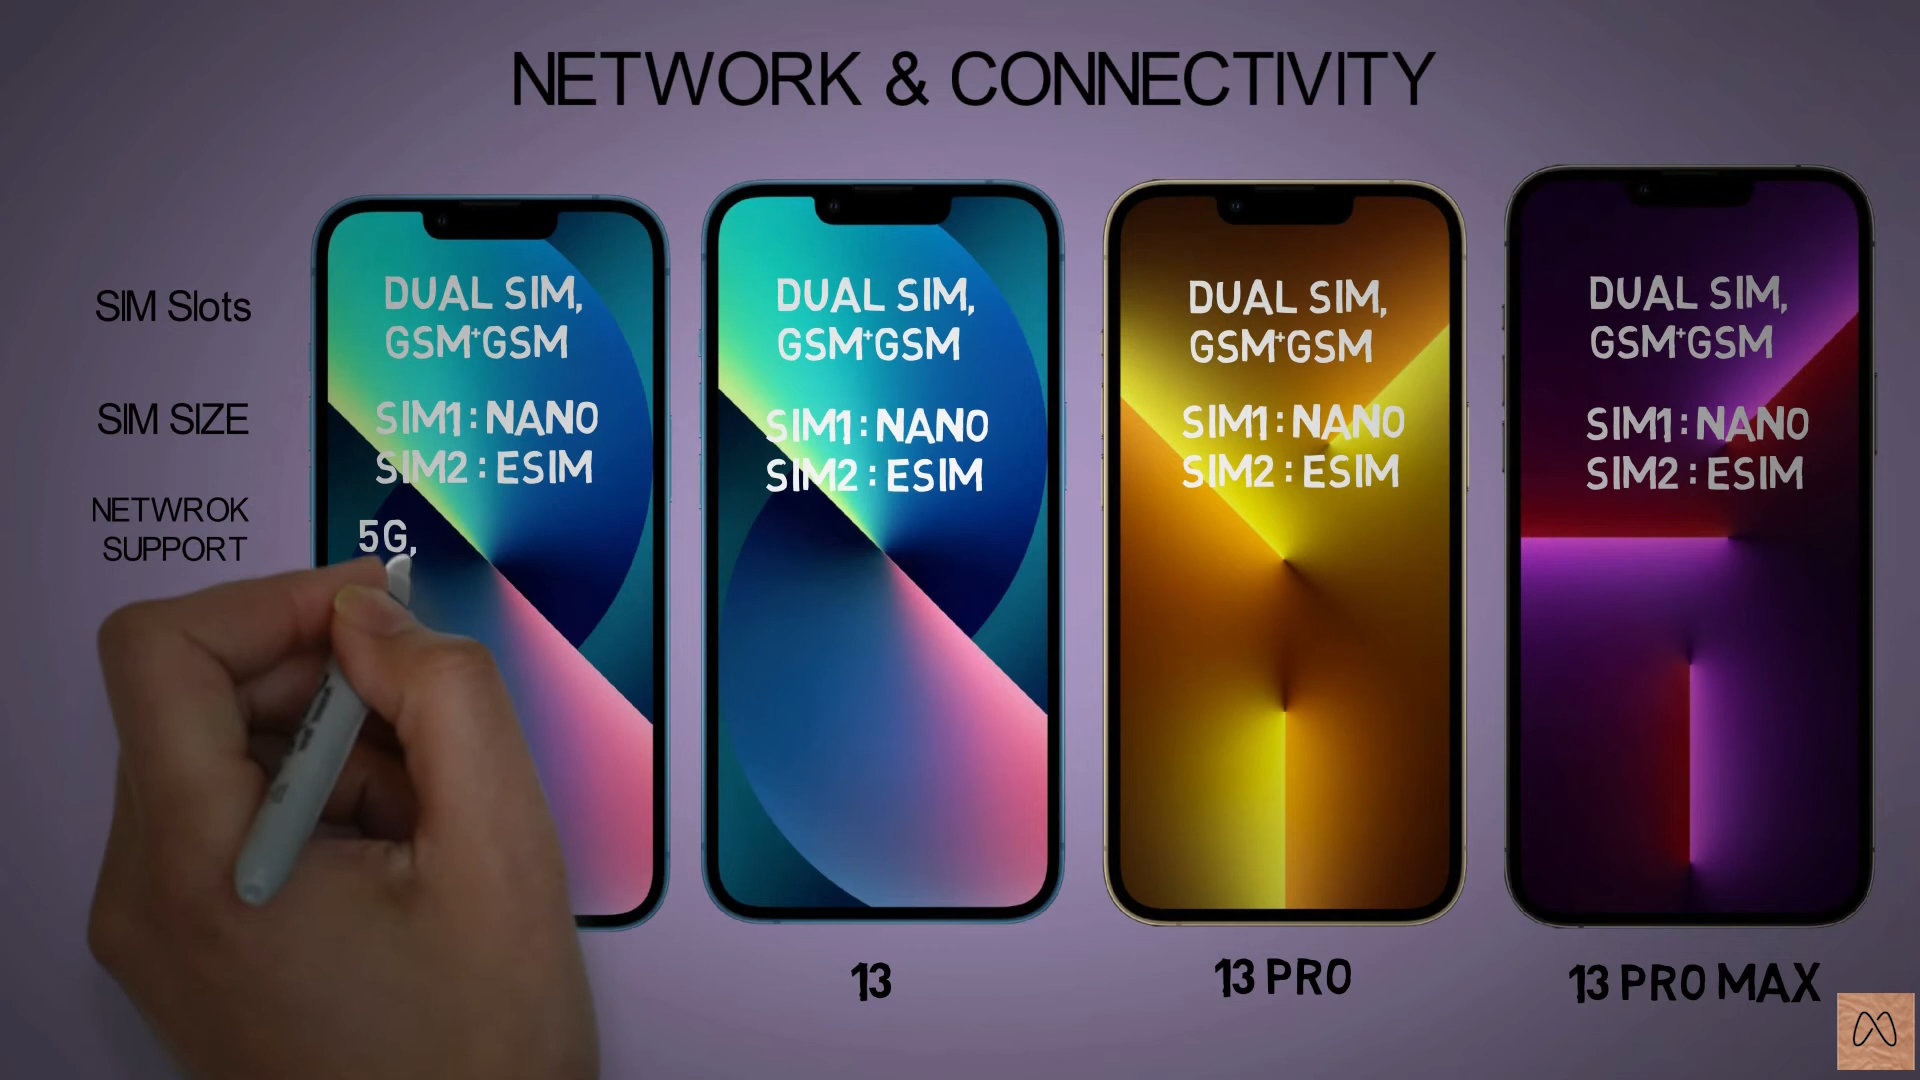 NETWORK & CONNECTIVITY
SIM Slots
DUAL SIM,
GSM+GSM
DUAL SIM,
GSM+GSM
DUAL SIM,
GSM+GSM
DUAL SIM,
GSM+GSM
SIM SIZE
SIM1 : NANO
SIM2 : ESIM
SIM1 : NANO
SIM2 : ESIM
SIM1 : NANO
SIM2 : ESIM
SIM1 : NANO
SIM2 : ESIM
NETWROK
SUPPORT
5G,
13
13 PRO
13 PRO MAX